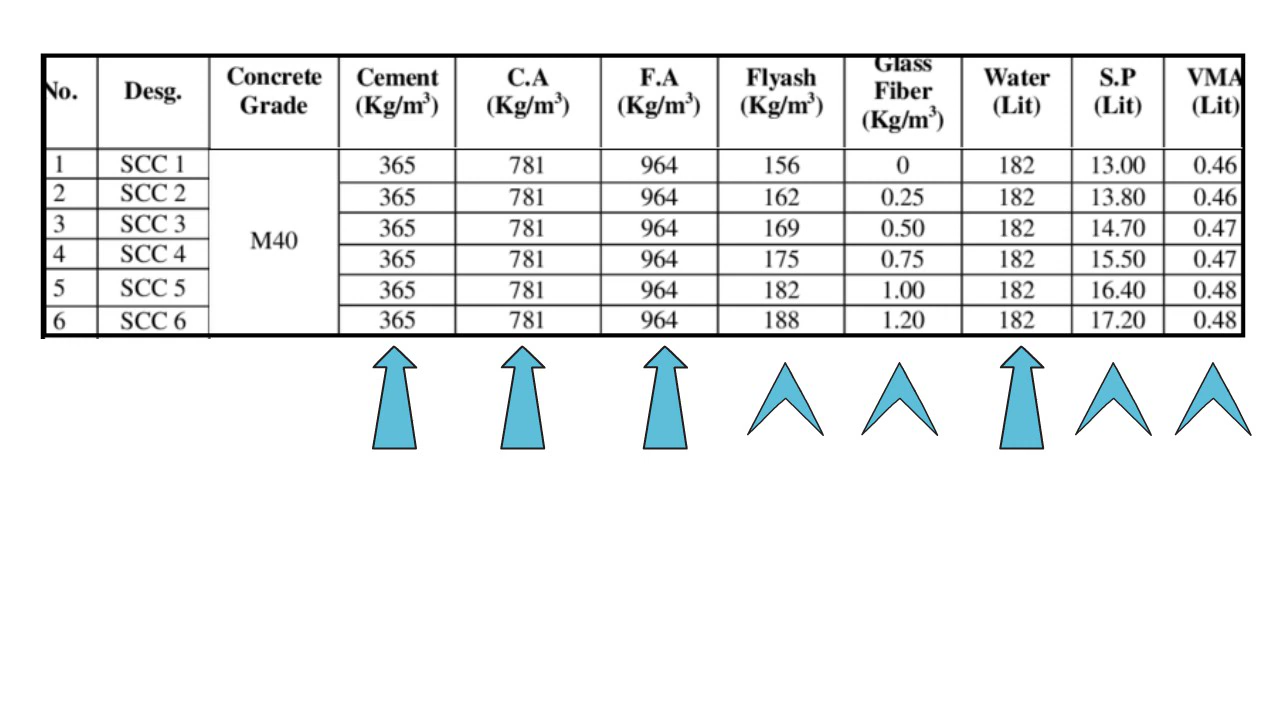 No. Desg. Concrete Grade Cement (Kg/m³) C.A (Kg/m³) F.A (Kg/m³) Flyash (Kg/m³) Glass Fiber (Kg/m³) Water (Lit) S.P (Lit) VMA (Lit)
1 SCC 1 365 781 964 156 0 182 13.00 0.46
2 SCC 2 365 781 964 162 0.25 182 13.80 0.46
3 SCC 3 365 781 964 169 0.50 182 14.70 0.47
M40
4 SCC 4 365 781 964 175 0.75 182 15.50 0.47
5 SCC 5 365 781 964 182 1.00 182 16.40 0.48
6 SCC 6 365 781 964 188 1.20 182 17.20 0.48